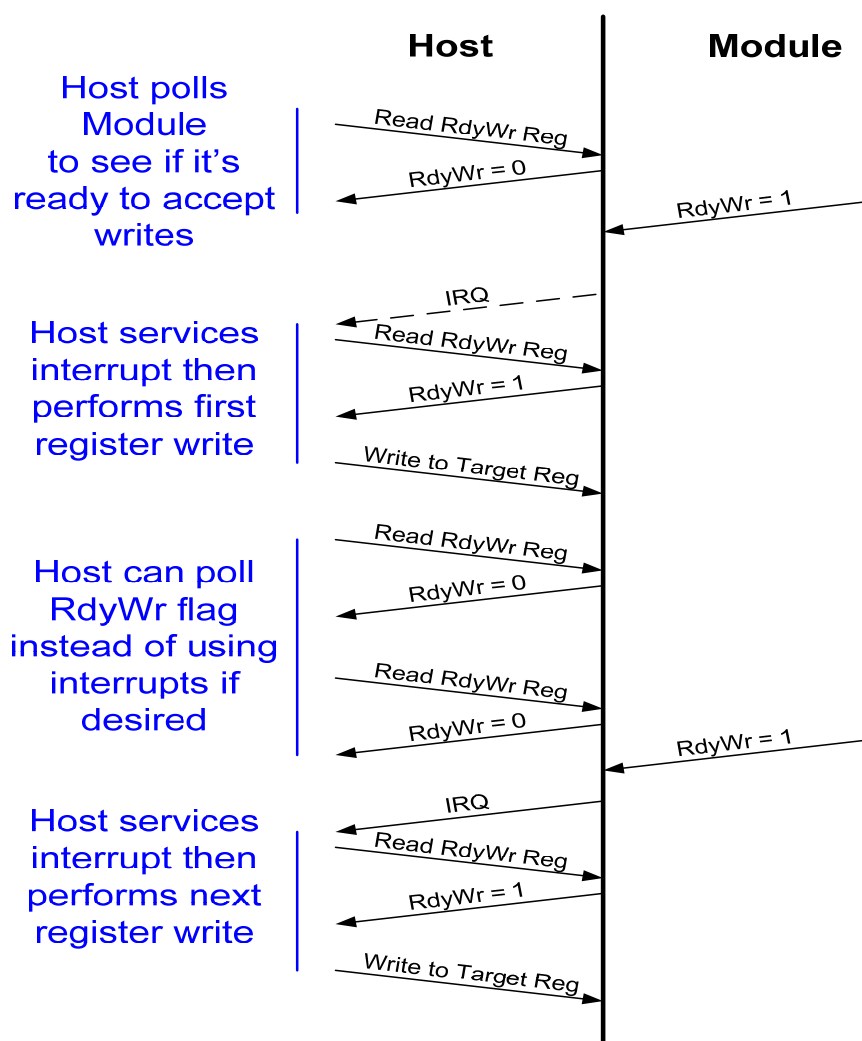 Host
Module
Host polls
Module
to see if it's
ready to accept
writes
Read RdyWr Reg
RdyWr = 0
RdyWr = 1
IRQ
Host services
interrupt then
performs first
register write
Read RdyWr Reg
RdyWr = 1
Write to Target Reg
Host can poll
RdyWr flag
instead of using
interrupts if
desired
Read RdyWr Reg
RdyWr = 0
Read RdyWr Reg
RdyWr = 0
RdyWr = 1
IRQ
Host services
interrupt then
performs next
register write
Read RdyWr Reg
RdyWr = 1
Write to Target Reg